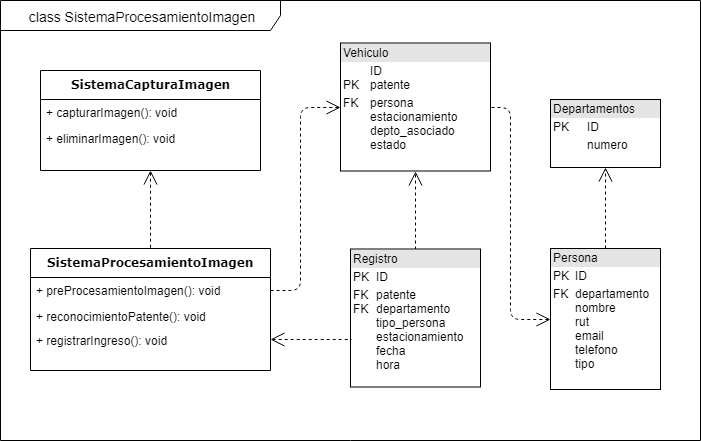 class SistemaProcesamientoImagen
SistemaCapturaImagen
+ capturarImagen(): void
+ eliminarImagen(): void
Vehiculo
ID
PK patente
FK persona
estacionamiento
depto_asociado
estado
Departamentos
PK ID
numero
SistemaProcesamientoImagen
+ preProcesamientoImagen(): void
+ reconocimientoPatente(): void
+ registrarIngreso(): void
Registro
PK ID
FK patente
FK departamento
tipo_persona
estacionamiento
fecha
hora
Persona
PK ID
FK departamento
nombre
rut
email
telefono
tipo